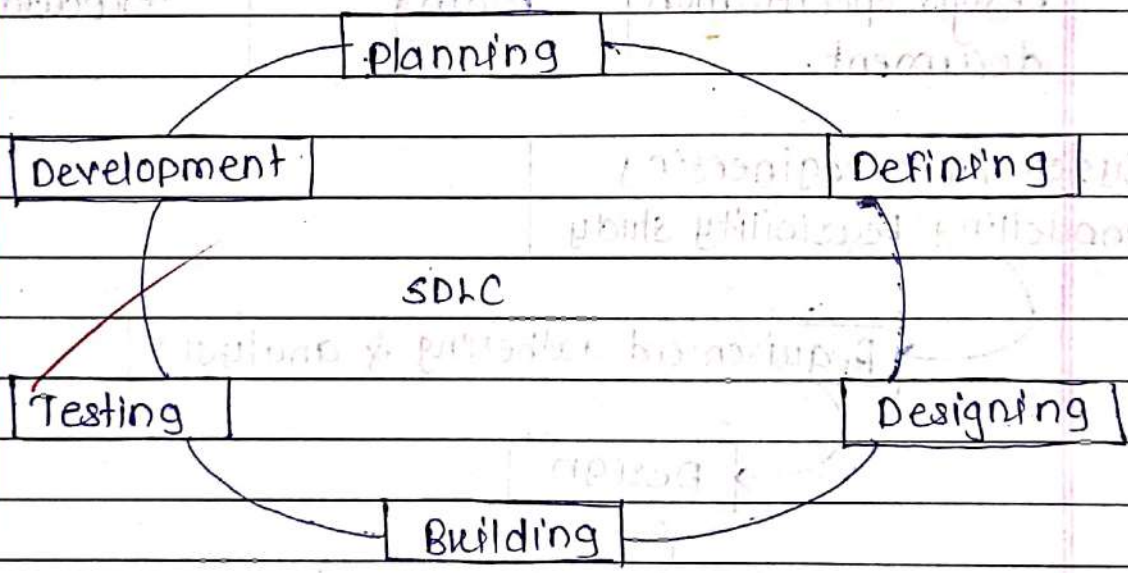 Planning
Development
Defining
SDLC
Testing
Designing
Building